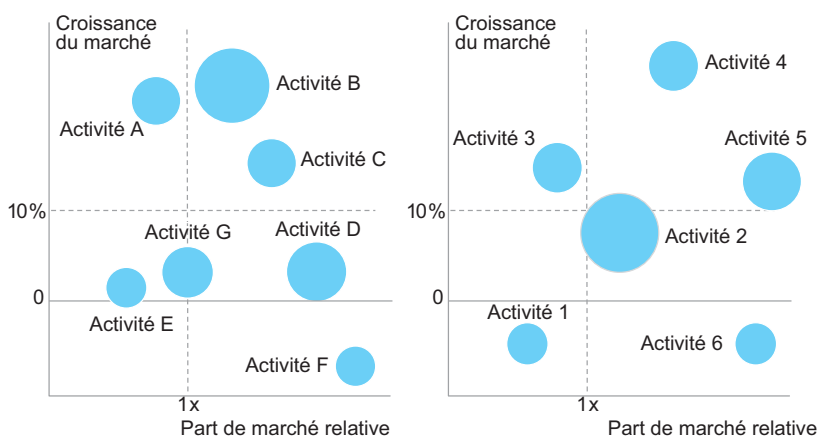 Croissance
du marché
Activité B
Activité A
Activité C
10%
Activité G
Activité D
0
Activité E
Activité F
1x
Part de marché relative
Croissance
du marché
Activité 4
Activité 3
Activité 5
10%
Activité 2
0
Activité 1
Activité 6
1x
Part de marché relative